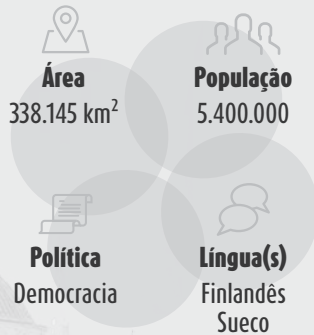 Área
338.145 km²
População
5.400.000
Política
Democracia
Língua(s)
Finlandês
Sueco